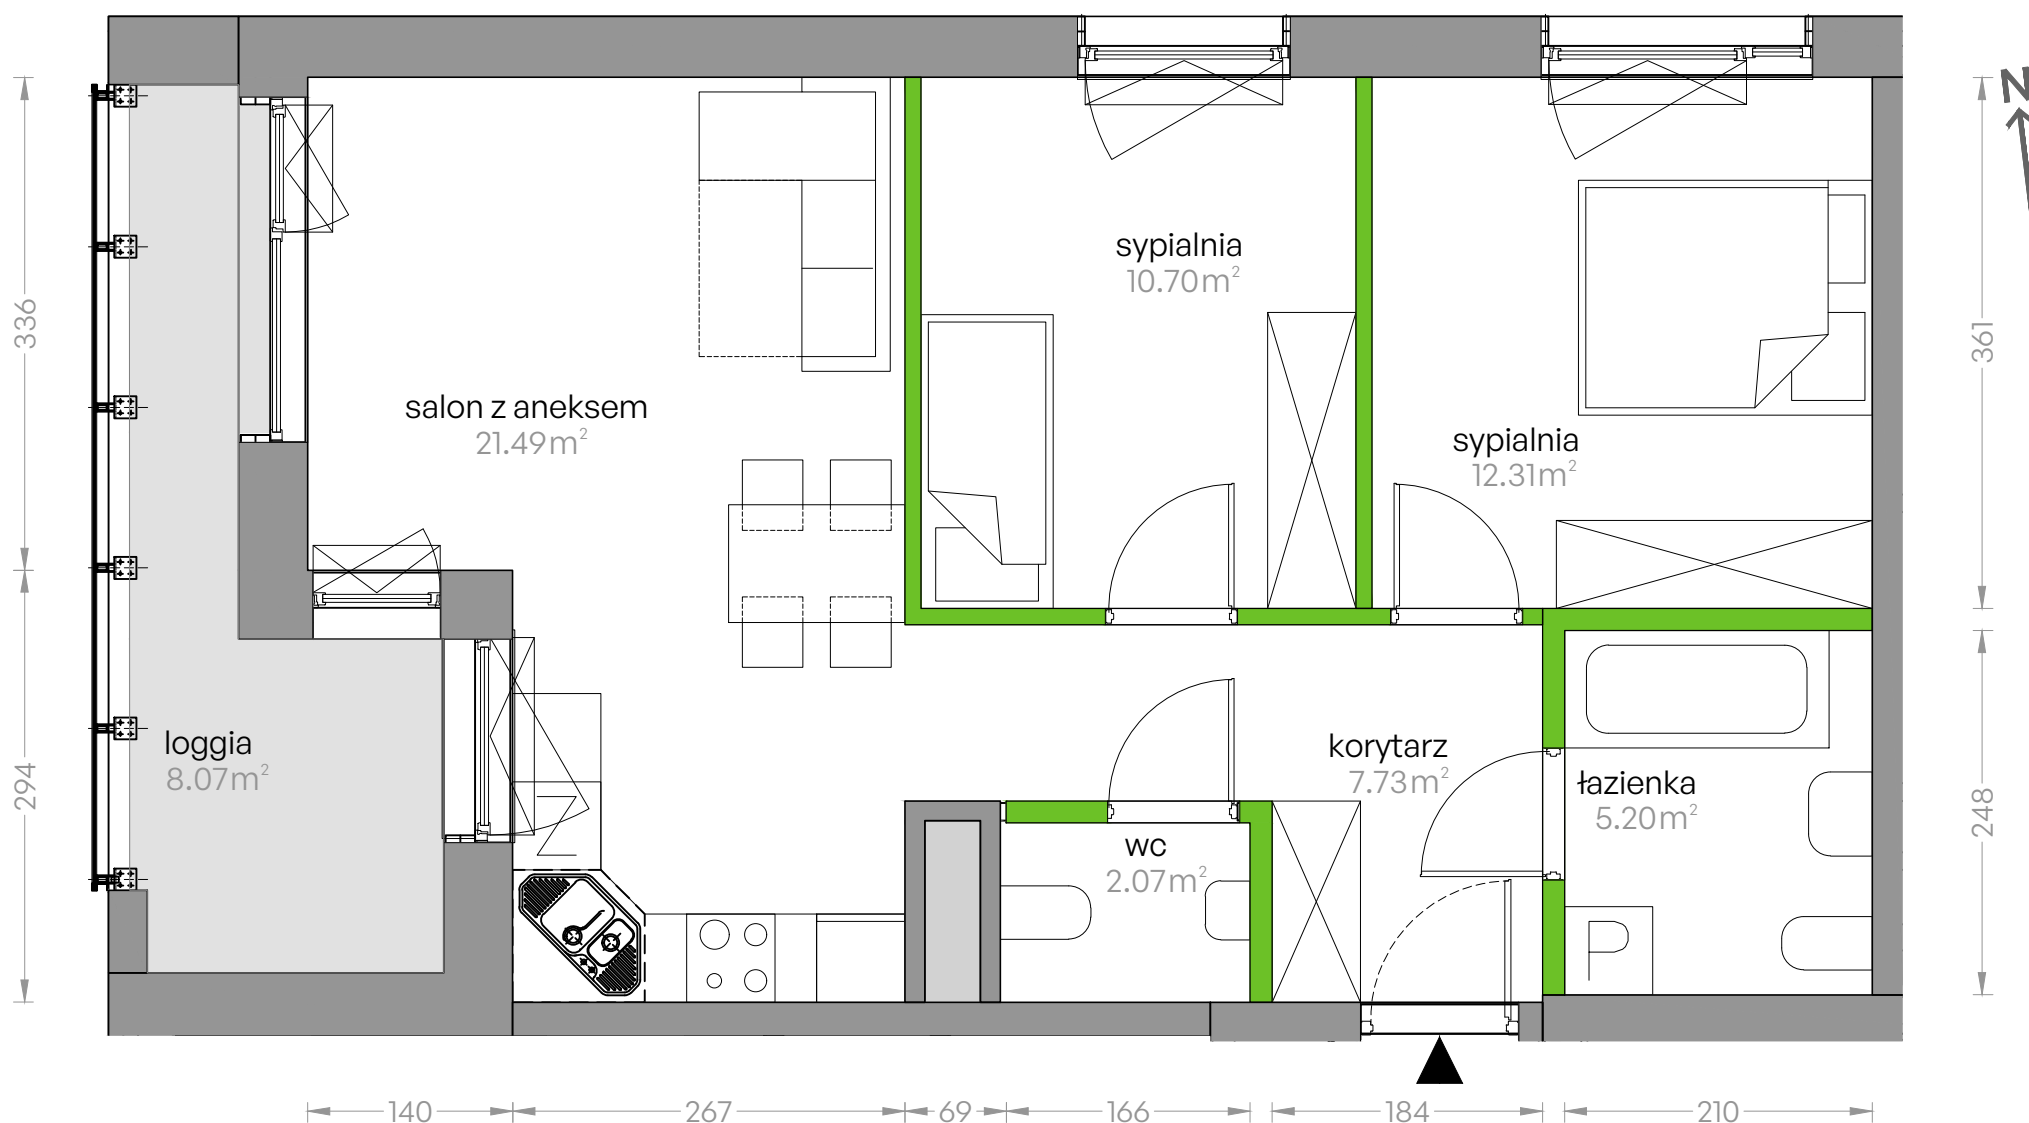 N
sypialnia
10.70m²
336
361
salon z aneksem
21.49m²
sypialnia
12.31m²
loggia
8.07m²
korytarz
7.73m²
łazienka
5.20m²
294
248
Z
wc
2.07m²
P
140
267
69
166
184
210